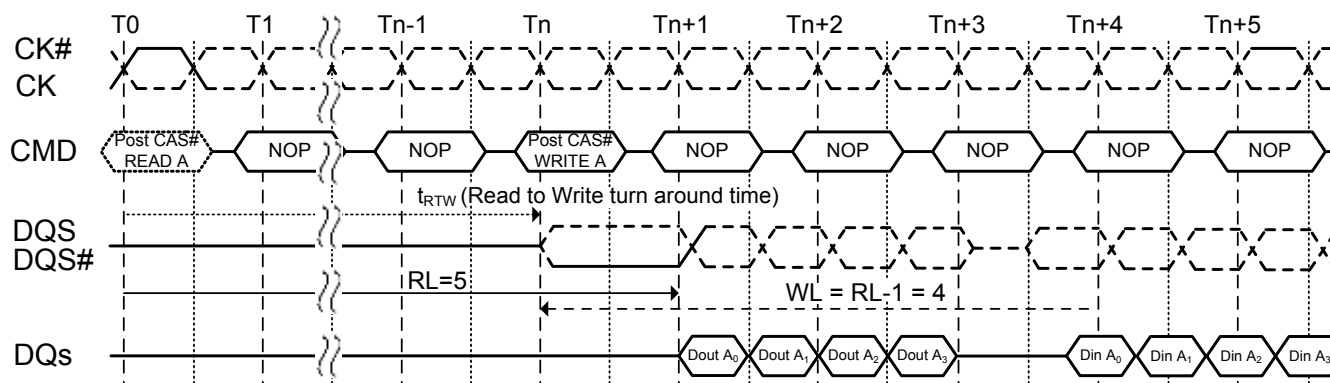 T0 T1 Tn-1 Tn Tn+1 Tn+2 Tn+3 Tn+4 Tn+5
CK#
CK
CMD
Post CAS# READ A
NOP
NOP
Post CAS# WRITE A
NOP
NOP
NOP
NOP
NOP
tRTW (Read to Write turn around time)
DQS
DQS#
RL=5
WL = RL-1 = 4
DQs
Dout A0 Dout A1 Dout A2 Dout A3 Din A0 Din A1 Din A2 Din A3